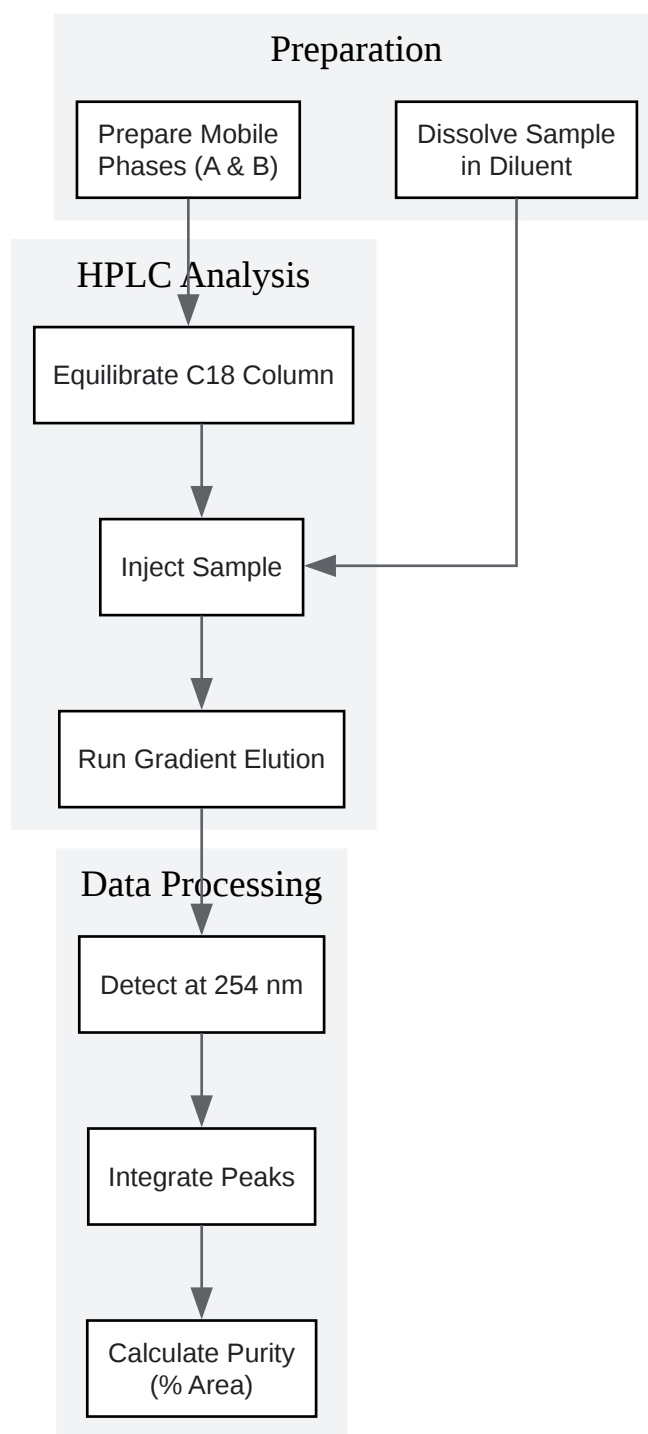 Preparation
Prepare Mobile
Phases (A & B)
Dissolve Sample
in Diluent
HPLC Analysis
Equilibrate C18 Column
Inject Sample
Run Gradient Elution
Data Processing
Detect at 254 nm
Integrate Peaks
Calculate Purity
(% Area)